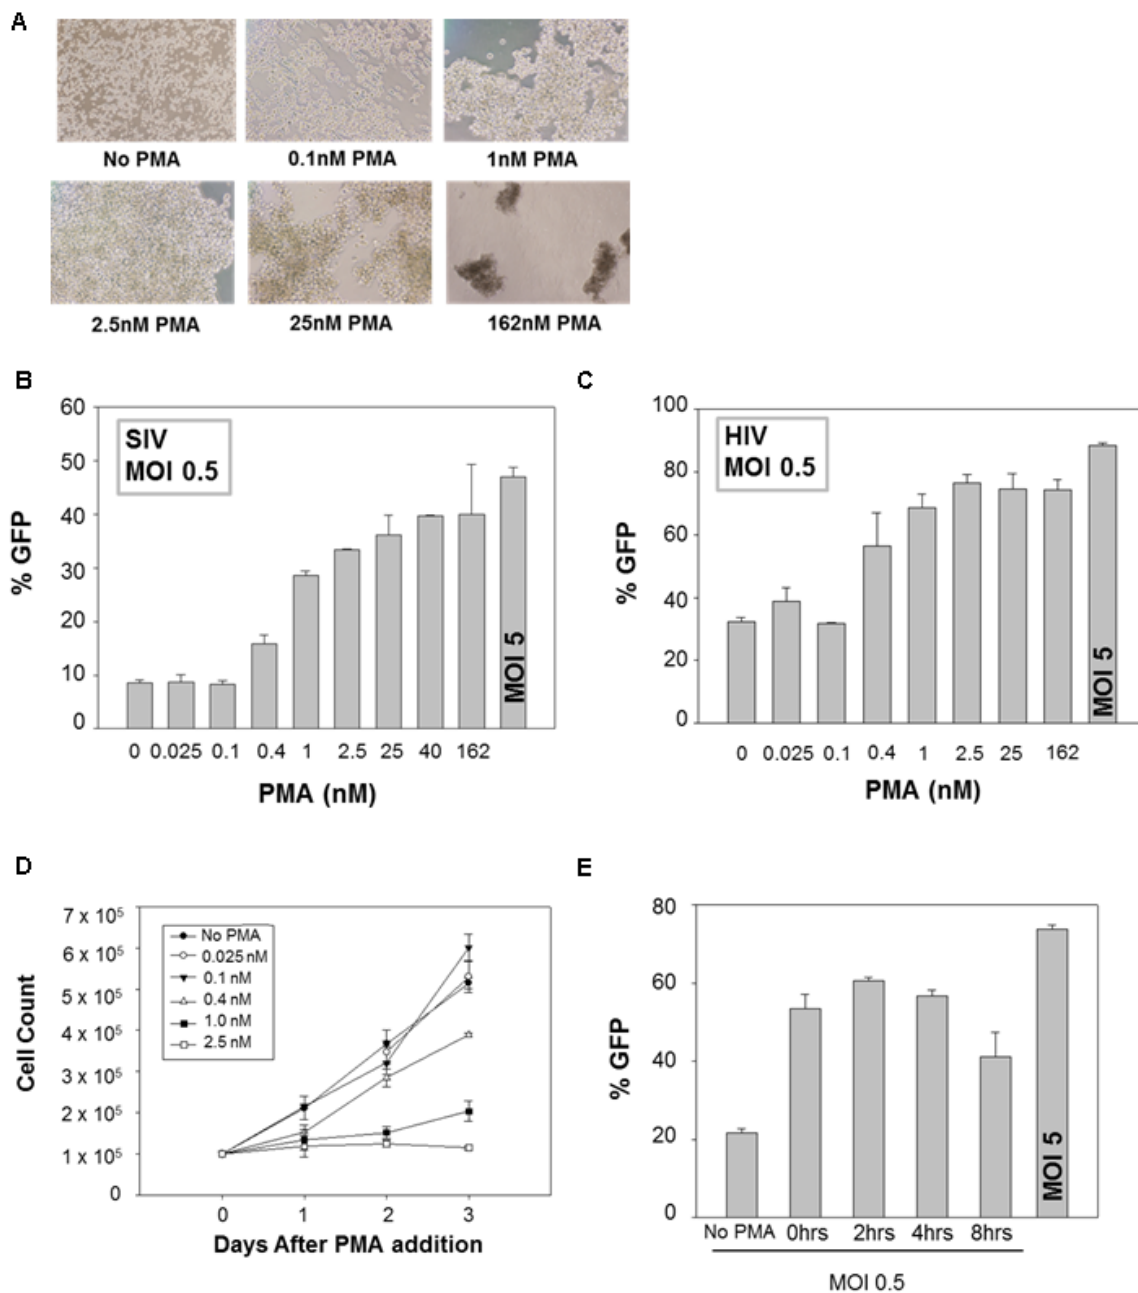 A
No PMA
0.1nM PMA
1nM PMA
2.5nM PMA
25nM PMA
162nM PMA
B
SIV
MOI 0.5
60
50
40
30
20
10
0
% GFP
MOI 5
0 0.025 0.1 0.4 1 2.5 25 40 162
PMA (nM)
C
HIV
MOI 0.5
100
80
60
40
20
0
% GFP
MOI 5
0 0.025 0.1 0.4 1 2.5 25 162
PMA (nM)
D
7 x 10⁵
6 x 10⁵
5 x 10⁵
4 x 10⁵
3 x 10⁵
2 x 10⁵
1 x 10⁵
0
Cell Count
No PMA
0.025 nM
0.1 nM
0.4 nM
1.0 nM
2.5 nM
0 1 2 3
Days After PMA addition
E
80
60
40
20
0
% GFP
MOI 5
No PMA 0hrs 2hrs 4hrs 8hrs
MOI 0.5